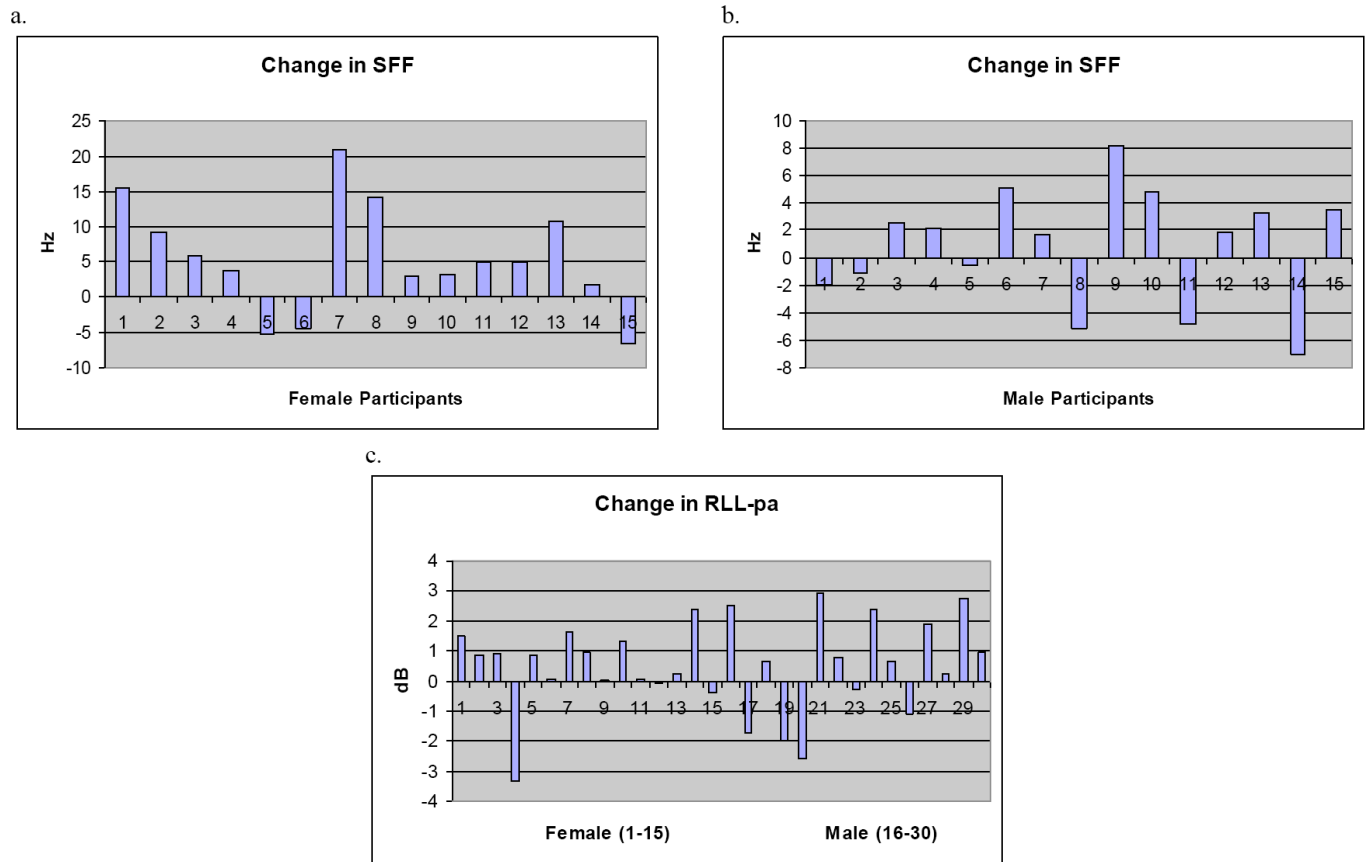 a.
Change in SFF
25
20
15
10
5
0
-5
-10
Hz
1 2 3 4 5 6 7 8 9 10 11 12 13 14 15
Female Participants
b.
Change in SFF
10
8
6
4
2
0
-2
-4
-6
-8
Hz
1 2 3 4 5 6 7 8 9 10 11 12 13 14 15
Male Participants
c.
Change in RLL-pa
4
3
2
1
0
-1
-2
-3
-4
dB
1 3 5 7 9 11 13 15 17 19 21 23 25 27 29
Female (1-15) Male (16-30)